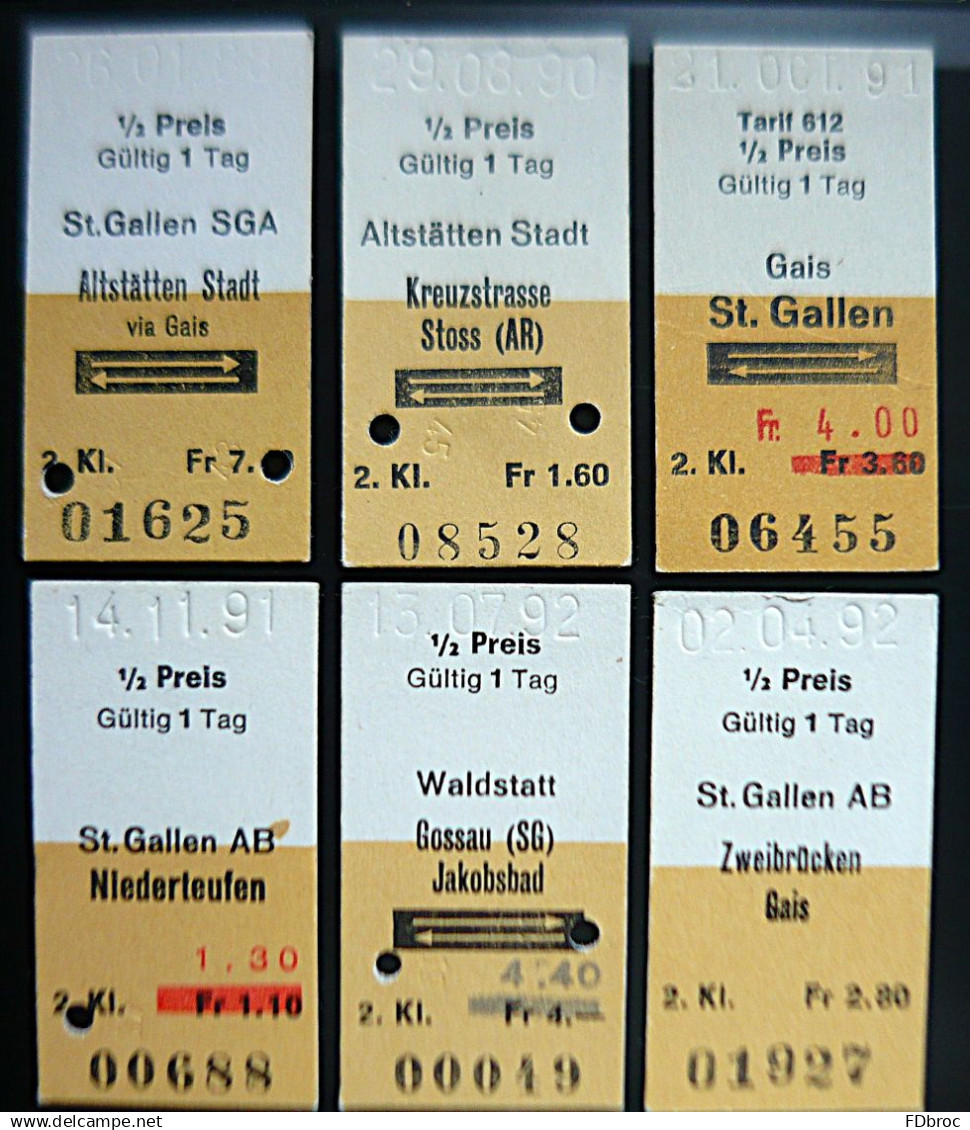 26.01.88
1/2 Preis
Gültig 1 Tag
St.Gallen SGA
Altstätten Stadt
via Gais
2. Kl. Fr 7.
01625
29.08.90
1/2 Preis
Gültig 1 Tag
Altstätten Stadt
Kreuzstrasse
Stoss (AR)
2. Kl. Fr 1.60
08528
21. OCT. 91
Tarif 612
1/2 Preis
Gültig 1 Tag
Gais
St. Gallen
Fr. 4.00
2. Kl. Fr 3.60
06455
14.11.91
1/2 Preis
Gültig 1 Tag
St.Gallen AB
Niederteufen
1.30
2. Kl. Fr 1.10
00688
13.07.92
1/2 Preis
Gültig 1 Tag
Waldstatt
Gossau (SG)
Jakobsbad
4.40
2. Kl. Fr 4.—
00049
02.04.92
1/2 Preis
Gültig 1 Tag
St.Gallen AB
Zweibrücken
Gais
2. Kl. Fr 2.80
01927
FDbroc